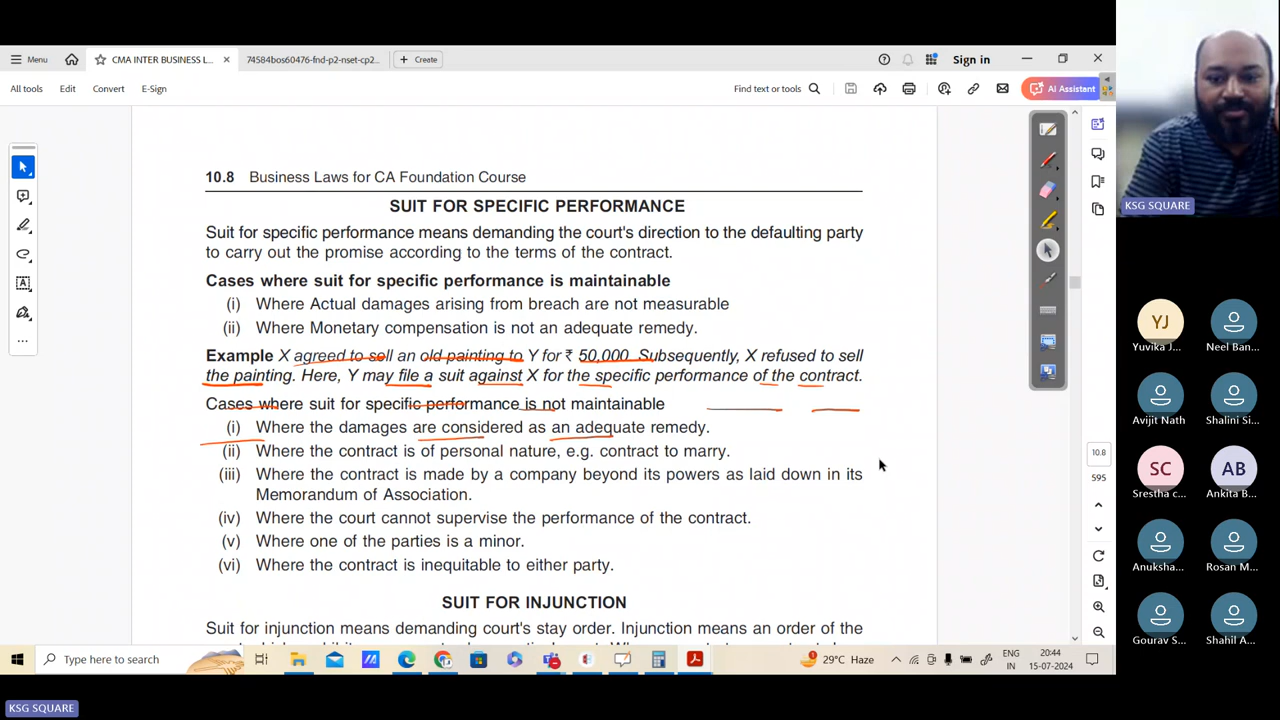 Menu
CMA INTER BUSINESS L...
74584bos60476-fnd-p2-nset-cp2...
Create
Sign in
All tools
Edit
Convert
E-Sign
Find text or tools
AI Assistant
10.8 Business Laws for CA Foundation Course
SUIT FOR SPECIFIC PERFORMANCE
Suit for specific performance means demanding the court's direction to the defaulting party
to carry out the promise according to the terms of the contract.
Cases where suit for specific performance is maintainable
(i) Where Actual damages arising from breach are not measurable
(ii) Where Monetary compensation is not an adequate remedy.
Example X agreed to sell an old painting to Y for ₹ 50,000. Subsequently, X refused to sell
the painting. Here, Y may file a suit against X for the specific performance of the contract.
Cases where suit for specific performance is not maintainable
(i) Where the damages are considered as an adequate remedy.
(ii) Where the contract is of personal nature, e.g. contract to marry.
(iii) Where the contract is made by a company beyond its powers as laid down in its
Memorandum of Association.
(iv) Where the court cannot supervise the performance of the contract.
(v) Where one of the parties is a minor.
(vi) Where the contract is inequitable to either party.
SUIT FOR INJUNCTION
Suit for injunction means demanding court's stay order. Injunction means an order of the
10.8
595
KSG SQUARE
YJ
Yuvika J...
Neel Ban...
Avijit Nath
Shalini Si...
SC
Srestha c...
AB
Ankita B...
Anuksha...
Rosan M...
Gourav S...
Shahil A...
Type here to search
29°C Haze
ENG
IN
20:44
15-07-2024
KSG SQUARE